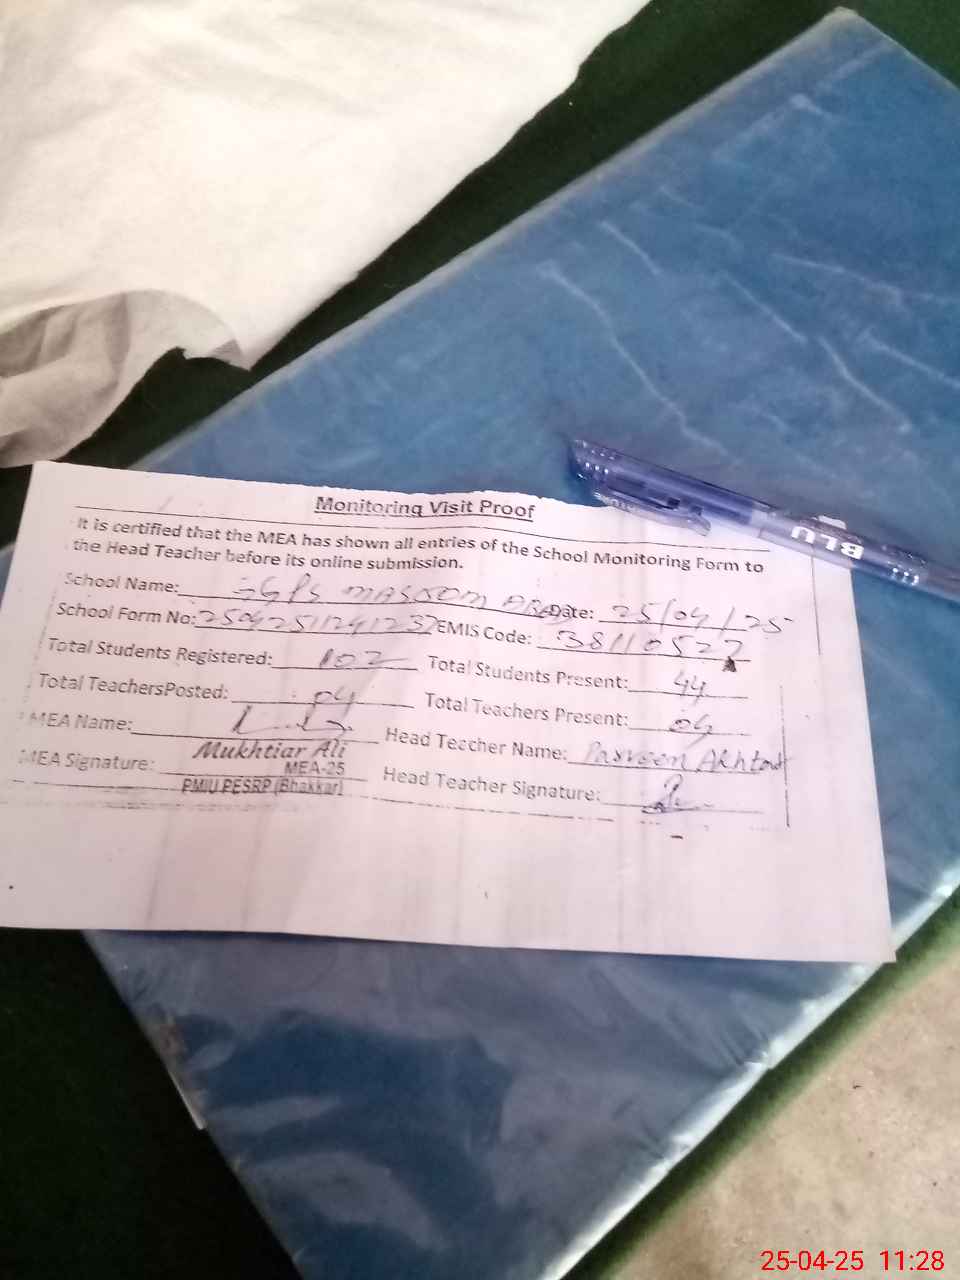 Monitoring Visit Proof
It is certified that the MEA has shown all entries of the School Monitoring Form to
the Head Teacher before its online submission.
School Name: GGPS MASOOM ABAD Date: 25/04/25
School Form No: EMIS Code: 38110527
Total Students Registered: 102 Total Students Present: 44
Total TeachersPosted: 04 Total Teachers Present: 04
MEA Name: Head Teacher Name: Parveen Akhtar
Mukhtiar Ali
MEA Signature: MEA-25 Head Teacher Signature:
PMIU PESRP (Bhakkar)
BLU
25-04-25 11:28